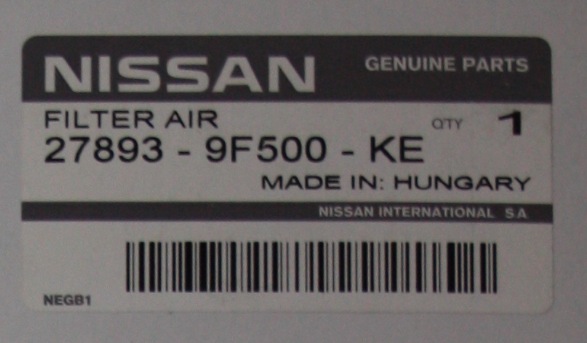 NISSAN GENUINE PARTS
FILTER AIR QTY 1
27893 - 9F500 - KE
MADE IN: HUNGARY
NISSAN INTERNATIONAL SA
NEGB1